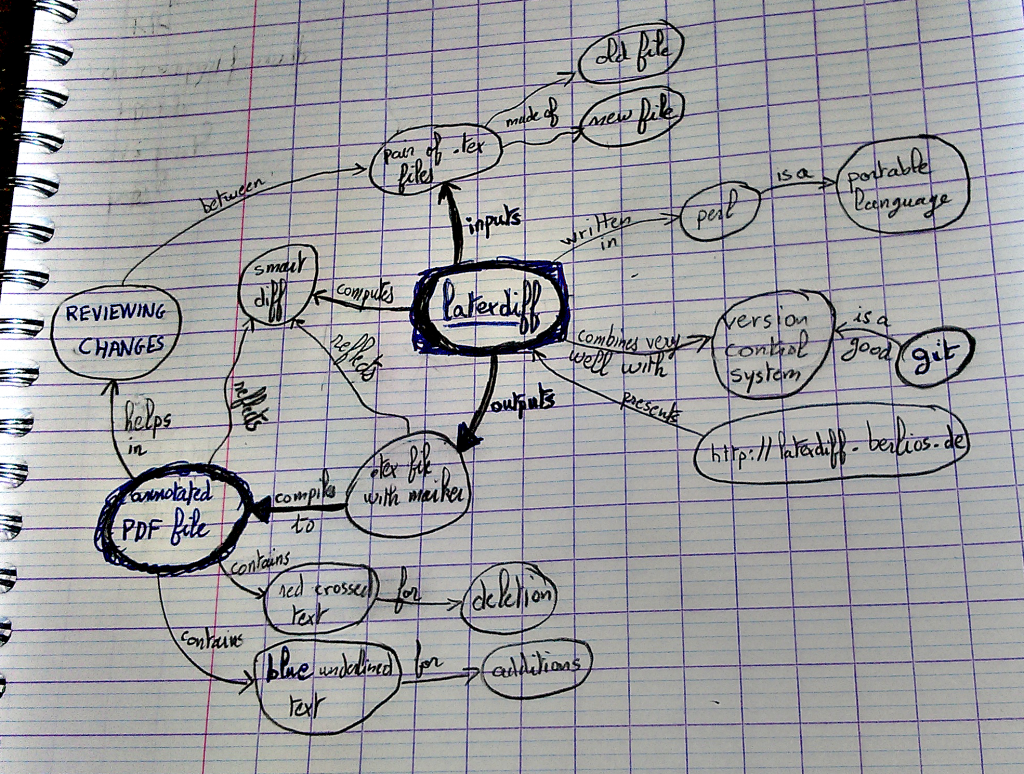 old file
made of
new file
pair of .tex
files
between
is a
portable
language
perl
inputs
written
in
smart
diff
computes
latexdiff
REVIEWING
CHANGES
reflects
combines very
well with
version
control
system
is a
good
git
outputs
presents
http://latexdiff.berlios.de
helps
in
reflects
.tex file
with marker
annotated
PDF file
compiles
to
contains
red crossed
text
for
deletion
contains
blue underlined
text
for
additions